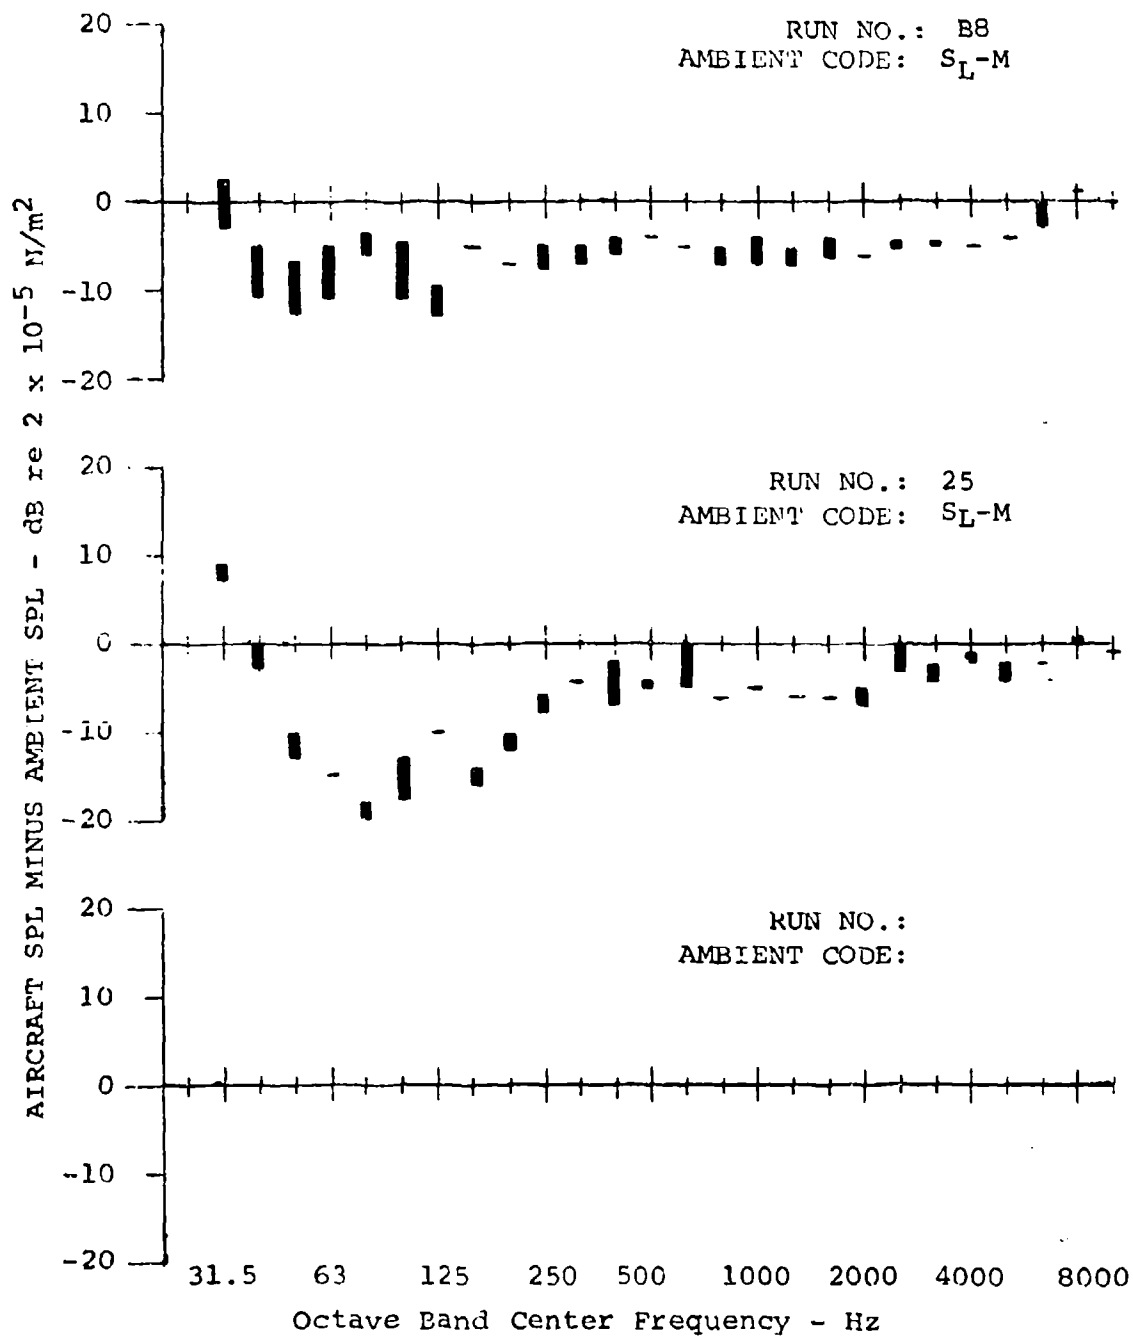 RUN NO.: B8
AMBIENT CODE: SL-M
20
10
0
-10
-20
RUN NO.: 25
AMBIENT CODE: SL-M
20
10
0
-10
-20
RUN NO.:
AMBIENT CODE:
20
10
0
-10
-20
AIRCRAFT SPL MINUS AMBIENT SPL - dB re 2 x 10-5 N/m2
31.5 63 125 250 500 1000 2000 4000 8000
Octave Band Center Frequency - Hz